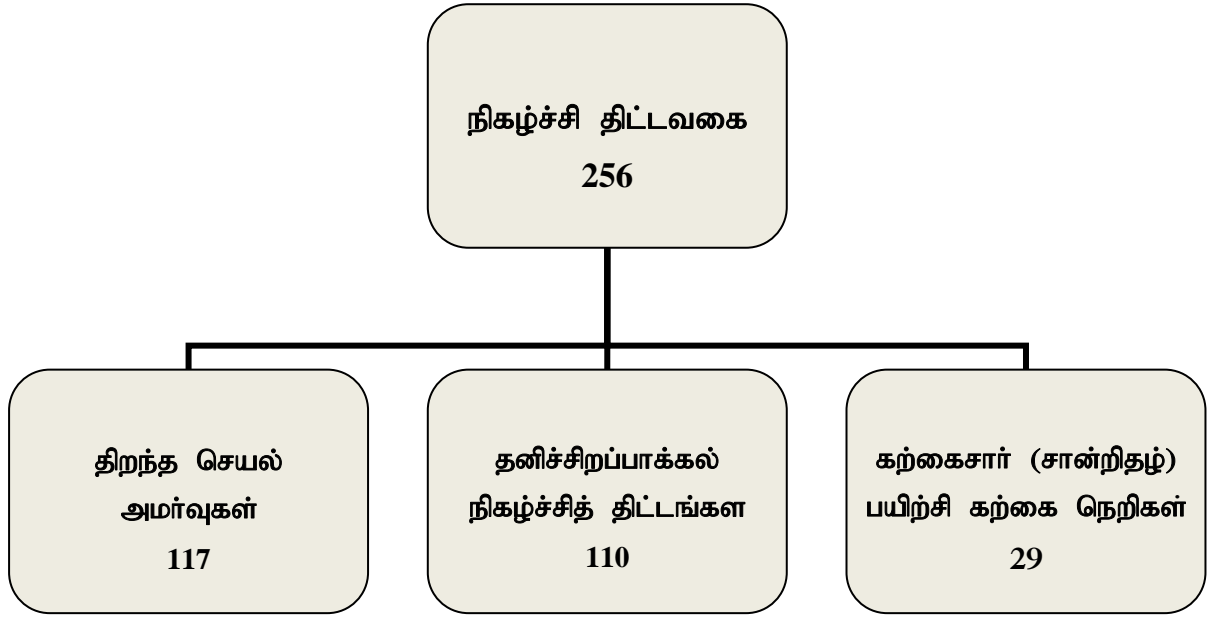 நிகழ்ச்சி திட்டவகை
256
திறந்த செயல்
அமர்வுகள்
117
தனிச்சிறப்பாக்கல்
நிகழ்ச்சித் திட்டங்கள
110
கற்கைசார் (சான்றிதழ்)
பயிற்சி கற்கை நெறிகள்
29